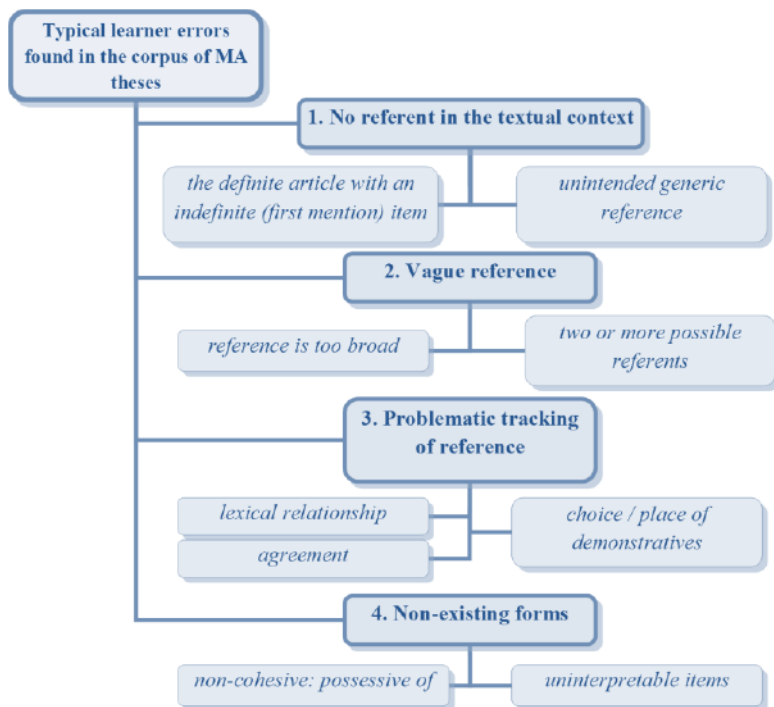 Typical learner errors
found in the corpus of MA
theses
1. No referent in the textual context
the definite article with an
indefinite (first mention) item
unintended generic
reference
2. Vague reference
reference is too broad
two or more possible
referents
3. Problematic tracking
of reference
lexical relationship
agreement
choice / place of
demonstratives
4. Non-existing forms
non-cohesive: possessive of
uninterpretable items